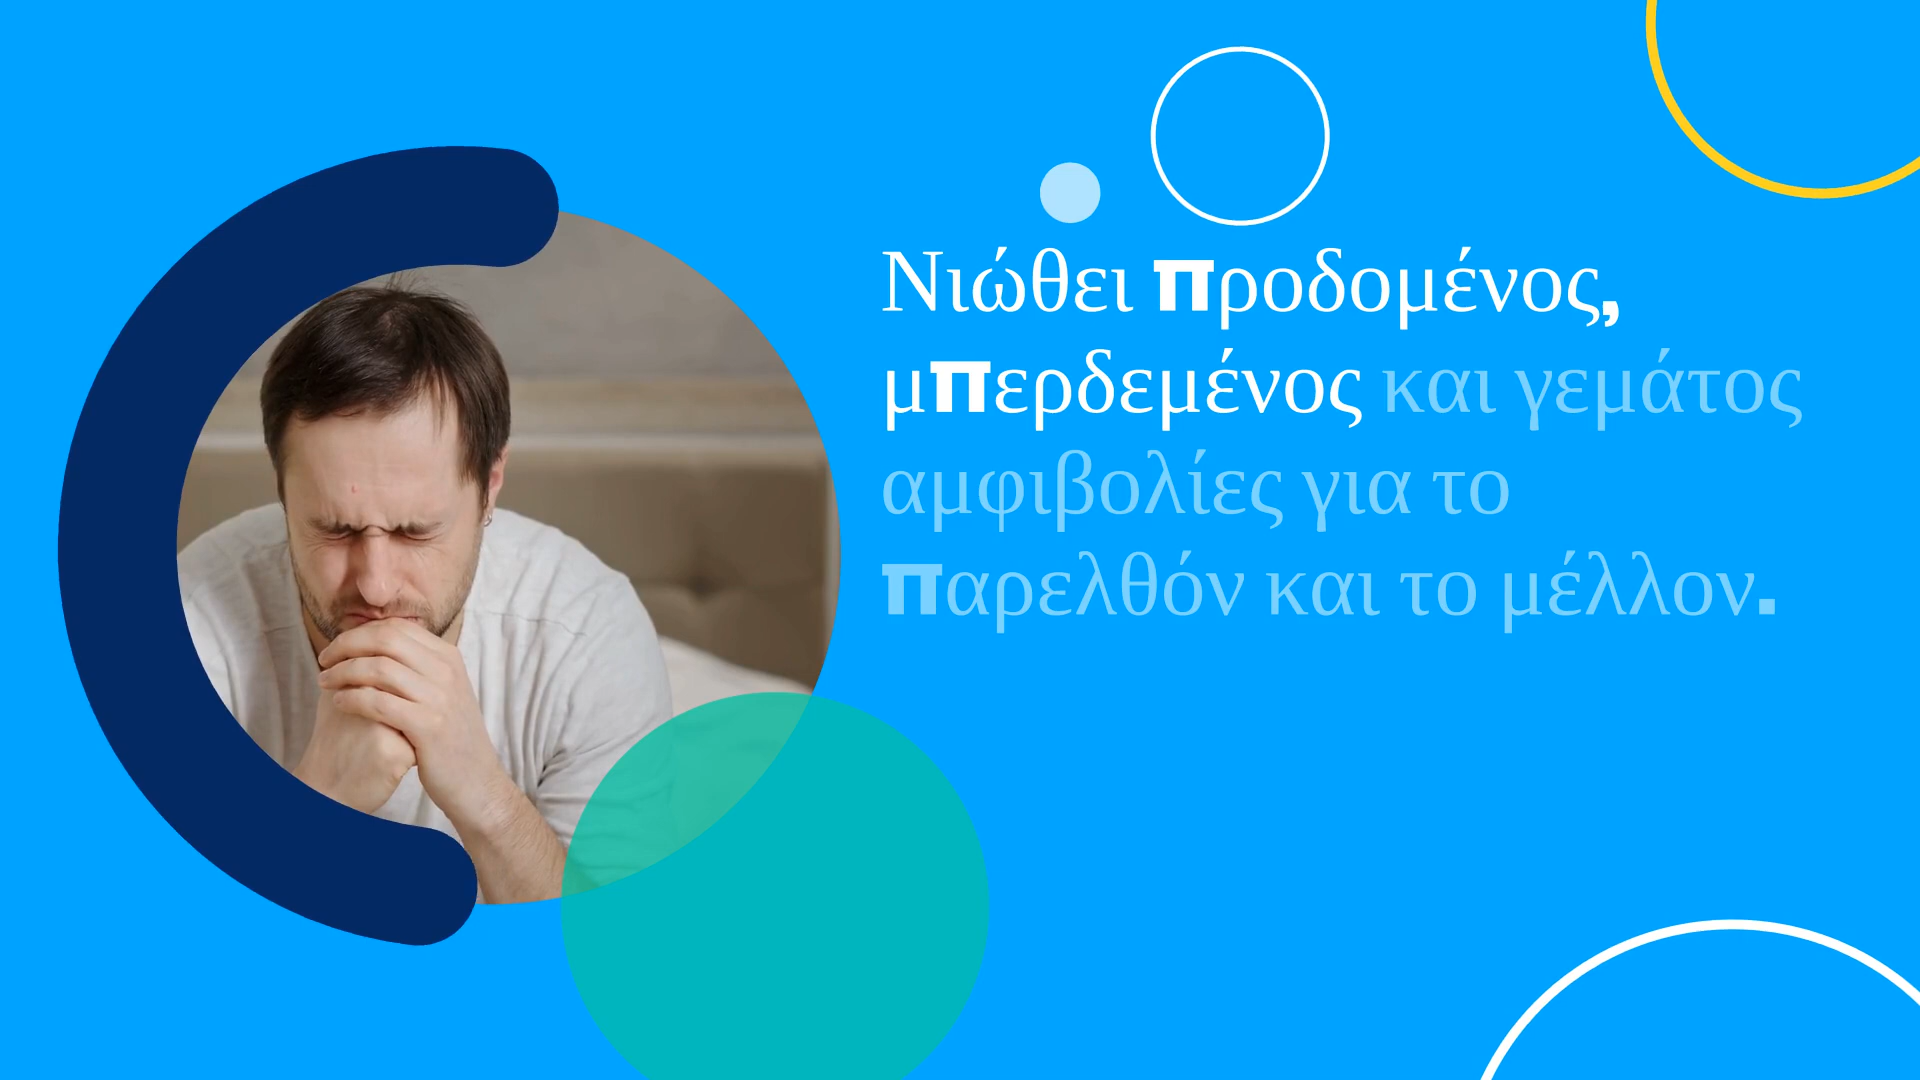 Νιώθει προδομένος,
μπερδεμένος και γεμάτος
αμφιβολίες για το
παρελθόν και το μέλλον.